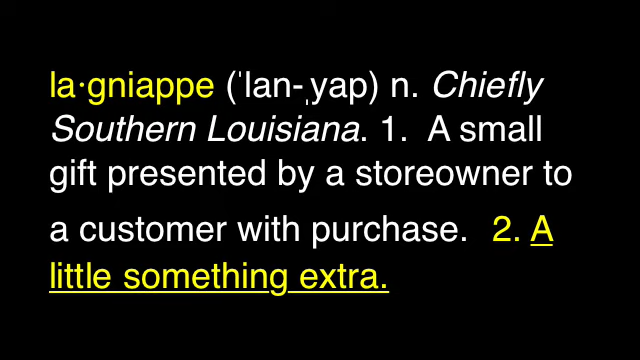 la·gniappe (ˈlan-ˌyap) n. Chiefly
Southern Louisiana. 1. A small
gift presented by a storeowner to
a customer with purchase. 2. A
little something extra.